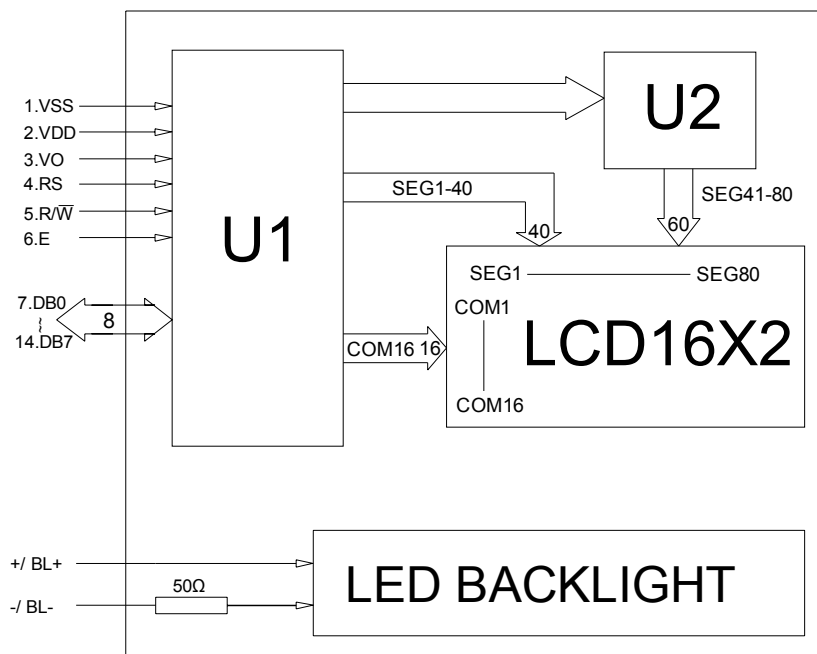 1.VSS
2.VDD
3.VO
4.RS
5.R/W̅
6.E
7.DB0
~
14.DB7
8
U1
U2
SEG1-40
40
SEG41-80
60
SEG1 SEG80
COM1
COM16
LCD16X2
COM16 16
+/ BL+
-/ BL-
50Ω
LED BACKLIGHT